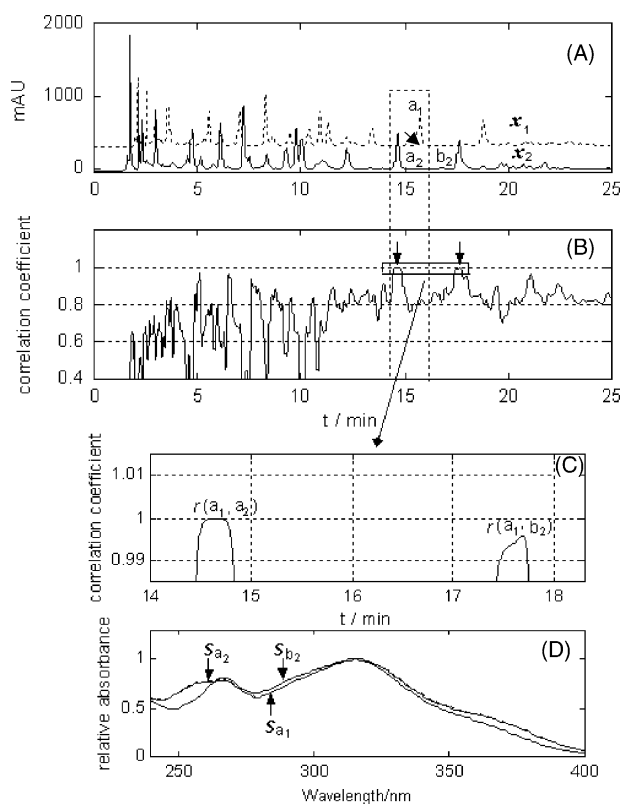 2000
1000
0
mAU
(A)
a1
x1
a2
b2
x2
0 5 10 15 20 25
(B)
correlation coefficient
1
0.8
0.6
0.4
0 5 10 15 20 25
t / min
(C)
correlation coefficient
1.01
1
0.99
r(a1, a2)
r(a1, b2)
14 15 16 17 18
t / min
(D)
relative absorbance
1
0.5
0
sa2
sb2
sa1
250 300 350 400
Wavelength/nm